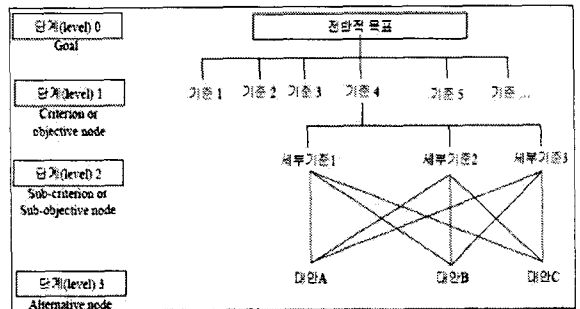 단계(level) 0
Goal
전반적 목표
기준 1 기준 2 기준 3 기준 4 기준 5 기준 ...
단계(level) 1
Criterion or
objective node
세부기준1 세부기준2 세부기준3
단계(level) 2
Sub-criterion or
Sub-objective node
대안A 대안B 대안C
단계(level) 3
Alternative node